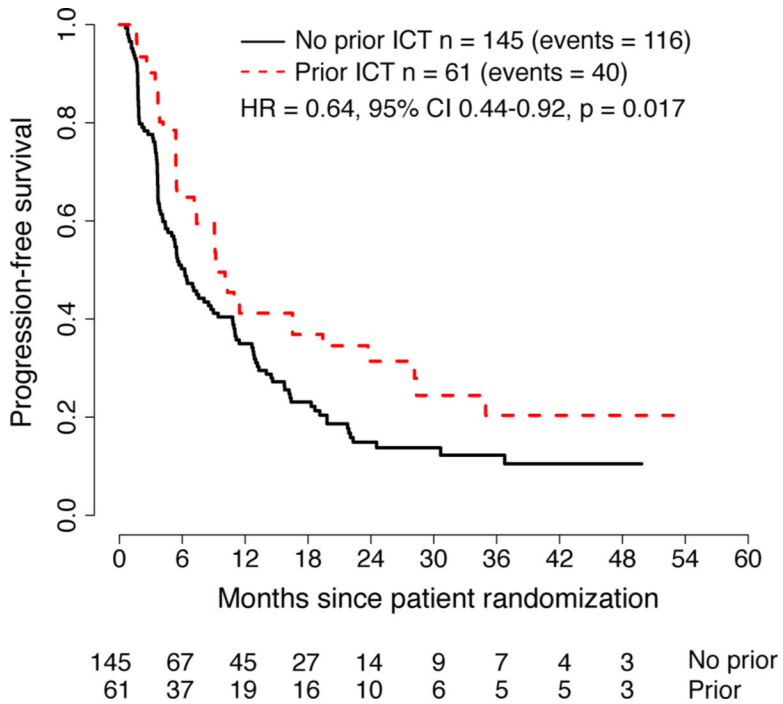 No prior ICT n = 145 (events = 116)
Prior ICT n = 61 (events = 40)
HR = 0.64, 95% CI 0.44-0.92, p = 0.017
Progression-free survival
1.0
0.8
0.6
0.4
0.2
0.0
0 6 12 18 24 30 36 42 48 54 60
Months since patient randomization
145 67 45 27 14 9 7 4 3 No prior
61 37 19 16 10 6 5 5 3 Prior